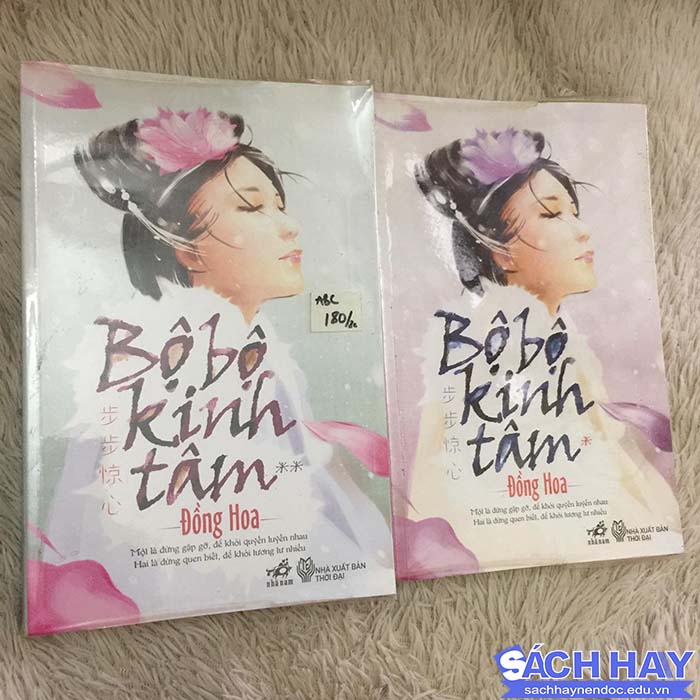 ABC
180/
Bộ bộ
kinh
tâm**
步步惊心
Đồng Hoa
Một là đừng gặp gỡ, để khỏi quyến luyến nhau
Hai là đừng quen biết, để khỏi tương tư nhiều
nhã nam
NHÀ XUẤT BẢN
THỜI ĐẠI
Bộ bộ
kinh
tâm*
步步惊心
Đồng Hoa
Một là đừng gặp gỡ, để khỏi quyến luyến nhau
Hai là đừng quen biết, để khỏi tương tư nhiều
nhã nam
NHÀ XUẤT BẢN
THỜI ĐẠI
SÁCH HAY
sachhaynendoc.edu.vn